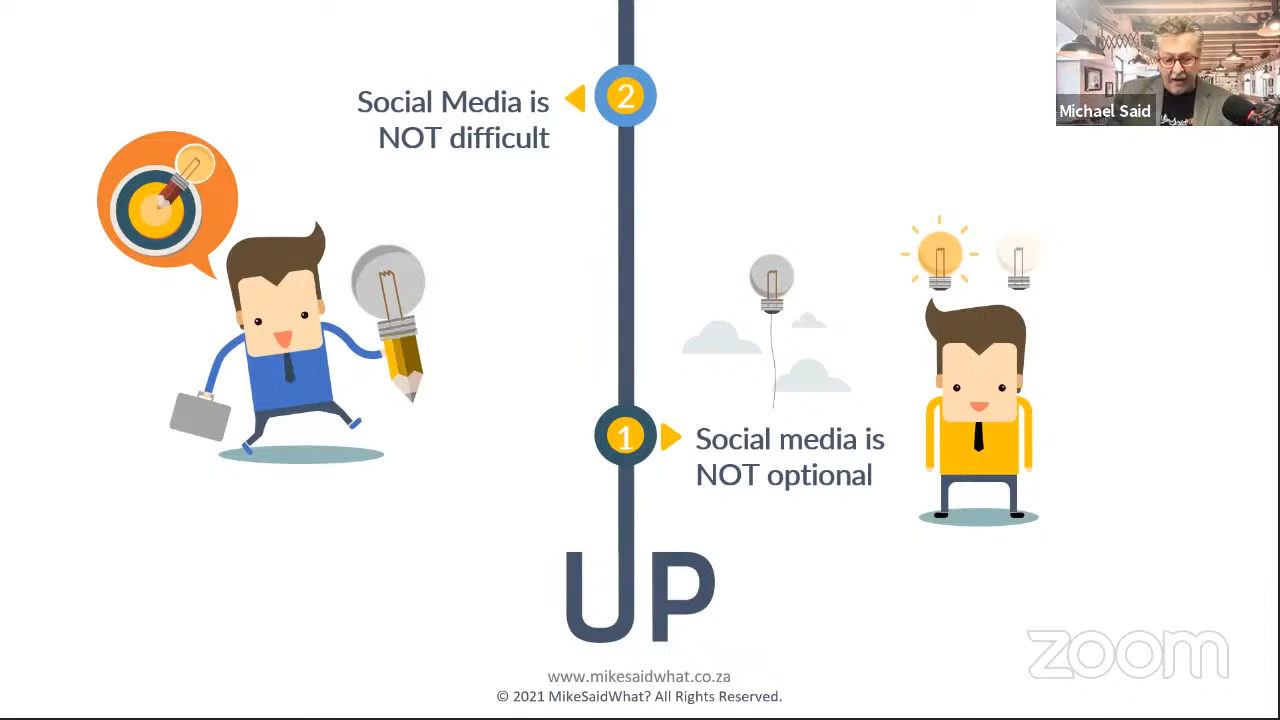 2
Social Media is
NOT difficult
Michael Said
1
Social media is
NOT optional
UP
zoom
www.mikesaidwhat.co.za
© 2021 MikeSaidWhat? All Rights Reserved.